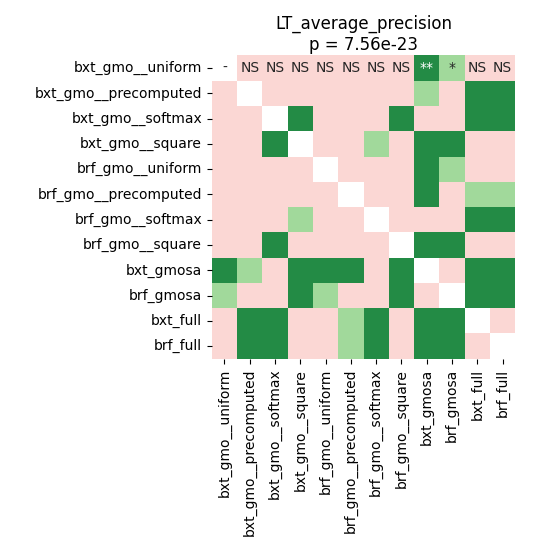 LT_average_precision
p = 7.56e-23
bxt_gmo__uniform - NS NS NS NS NS NS NS ** * NS NS
bxt_gmo__precomputed
bxt_gmo__softmax
bxt_gmo__square
brf_gmo__uniform
brf_gmo__precomputed
brf_gmo__softmax
brf_gmo__square
bxt_gmosa
brf_gmosa
bxt_full
brf_full
bxt_gmo__uniform
bxt_gmo__precomputed
bxt_gmo__softmax
bxt_gmo__square
brf_gmo__uniform
brf_gmo__precomputed
brf_gmo__softmax
brf_gmo__square
bxt_gmosa
brf_gmosa
bxt_full
brf_full